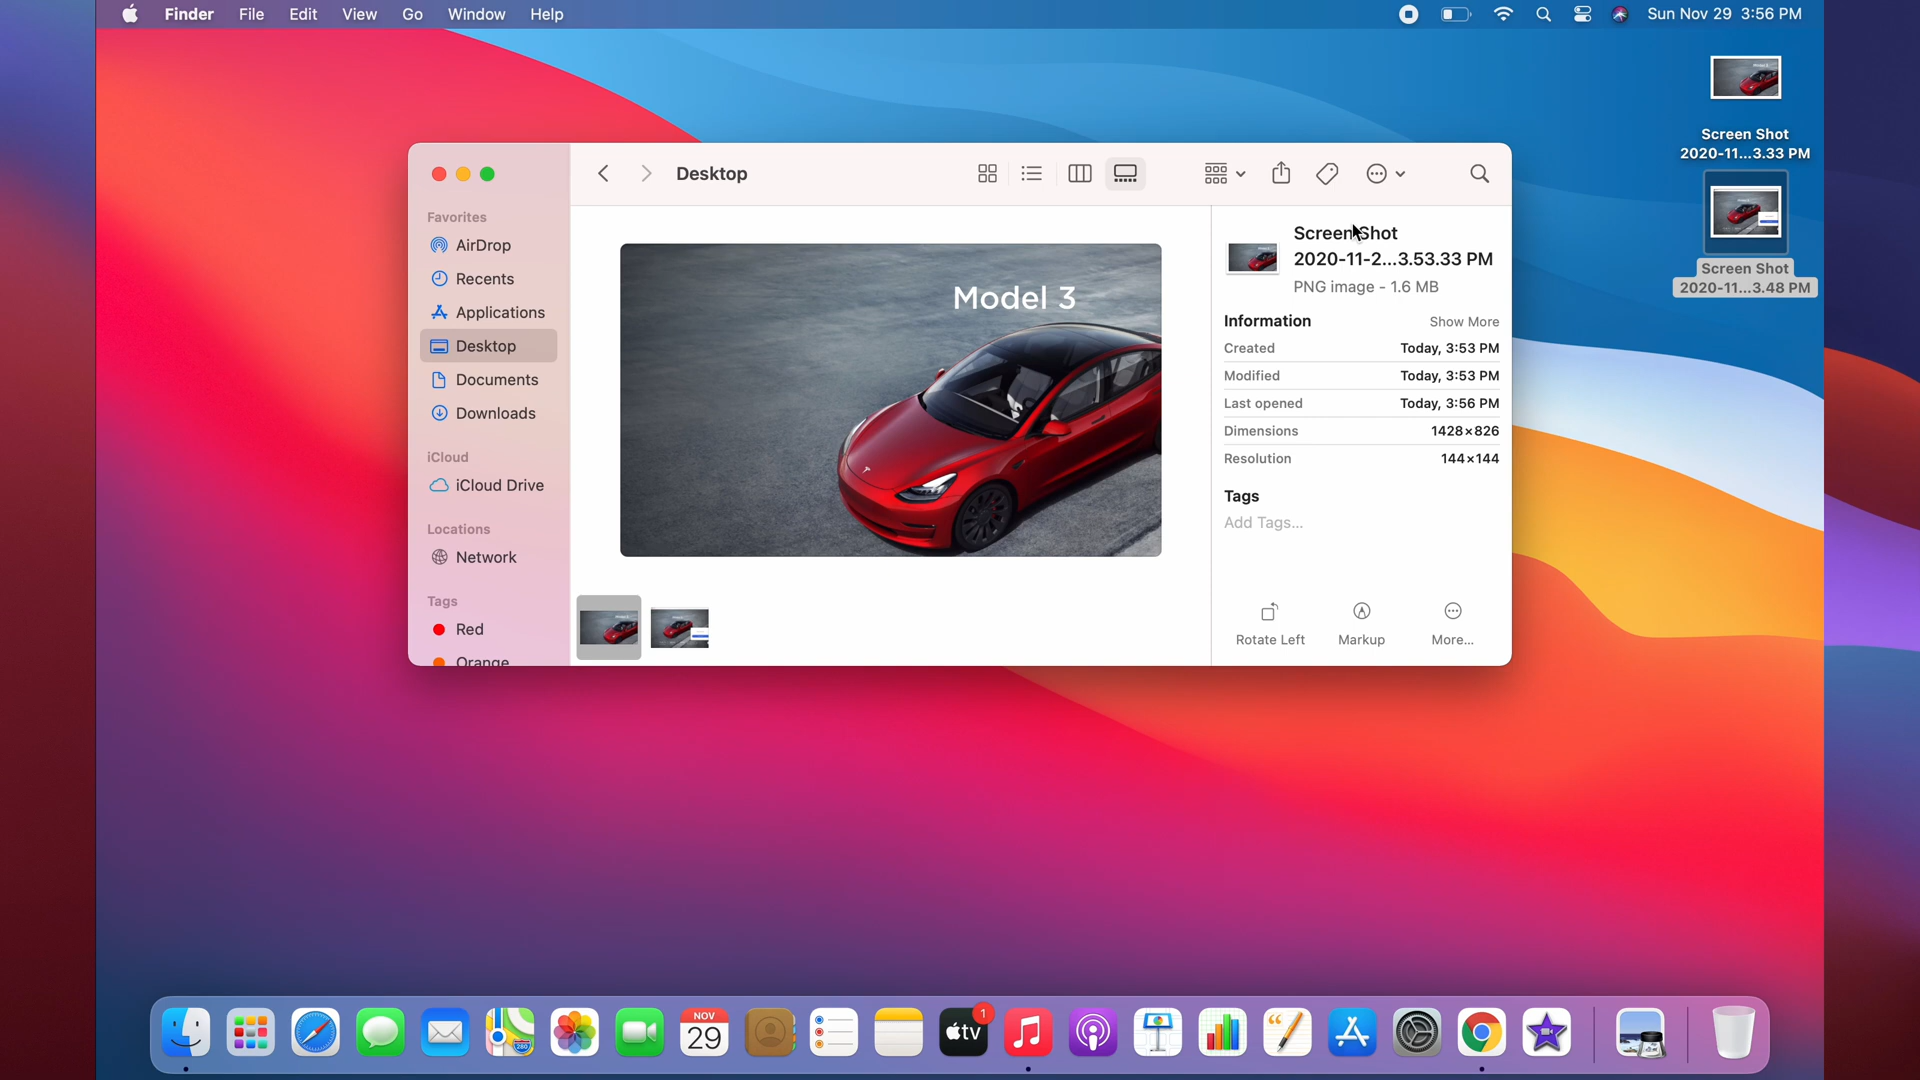 Finder File Edit View Go Window Help
Sun Nov 29 3:56 PM
Screen Shot
2020-11...3.33 PM
Screen Shot
2020-11...3.48 PM
Desktop
Favorites
AirDrop
Recents
Applications
Desktop
Documents
Downloads
iCloud
iCloud Drive
Locations
Network
Tags
Red
Orange
Model 3
Screen Shot
2020-11-2...3.53.33 PM
PNG image - 1.6 MB
Information Show More
Created Today, 3:53 PM
Modified Today, 3:53 PM
Last opened Today, 3:56 PM
Dimensions 1428×826
Resolution 144×144
Tags
Add Tags...
Rotate Left Markup More...
NOV
29
tv
1
280